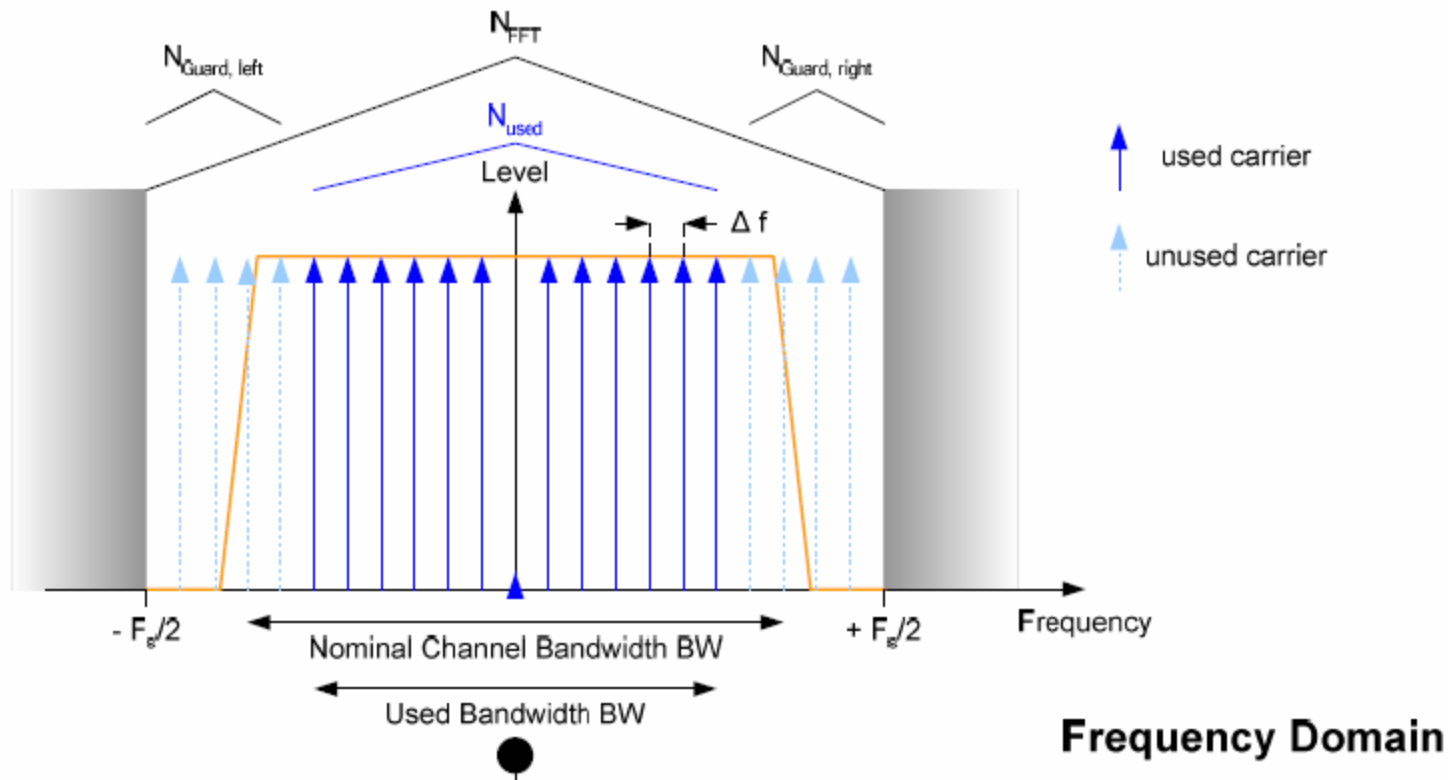 N_FFT
N_Guard, left
N_Guard, right
N_used
Level
Δ f
used carrier
unused carrier
- F_s/2
+ F_s/2
Frequency
Nominal Channel Bandwidth BW
Used Bandwidth BW
Frequency Domain